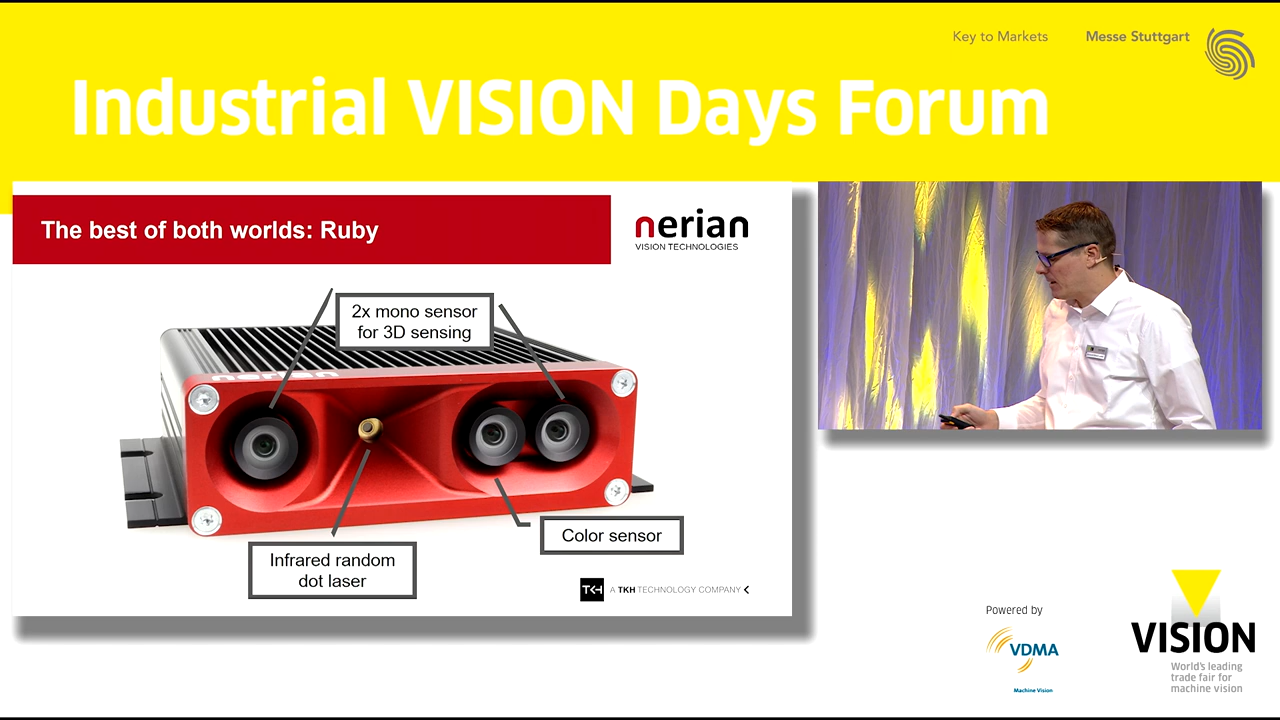 Key to Markets
Messe Stuttgart
Industrial VISION Days Forum
The best of both worlds: Ruby
nerian
VISION TECHNOLOGIES
2x mono sensor
for 3D sensing
nerian
Color sensor
Infrared random
dot laser
TKH A TKH TECHNOLOGY COMPANY
Powered by
VDMA
Machine Vision
VISION
World's leading
trade fair for
machine vision